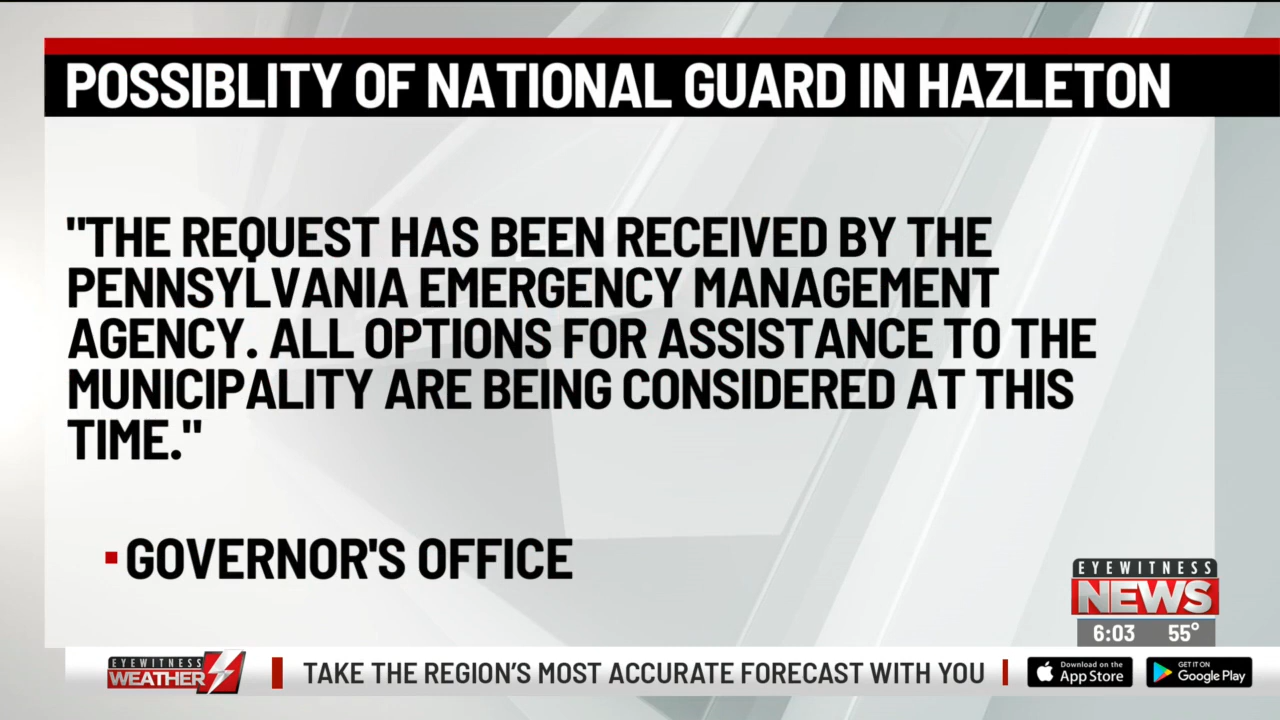 POSSIBLITY OF NATIONAL GUARD IN HAZLETON
"THE REQUEST HAS BEEN RECEIVED BY THE
PENNSYLVANIA EMERGENCY MANAGEMENT
AGENCY. ALL OPTIONS FOR ASSISTANCE TO THE
MUNICIPALITY ARE BEING CONSIDERED AT THIS
TIME."
GOVERNOR'S OFFICE
EYEWITNESS
NEWS
6:03 55°
EYEWITNESS
WEATHER
TAKE THE REGION'S MOST ACCURATE FORECAST WITH YOU
Download on the
App Store
GET IT ON
Google Play